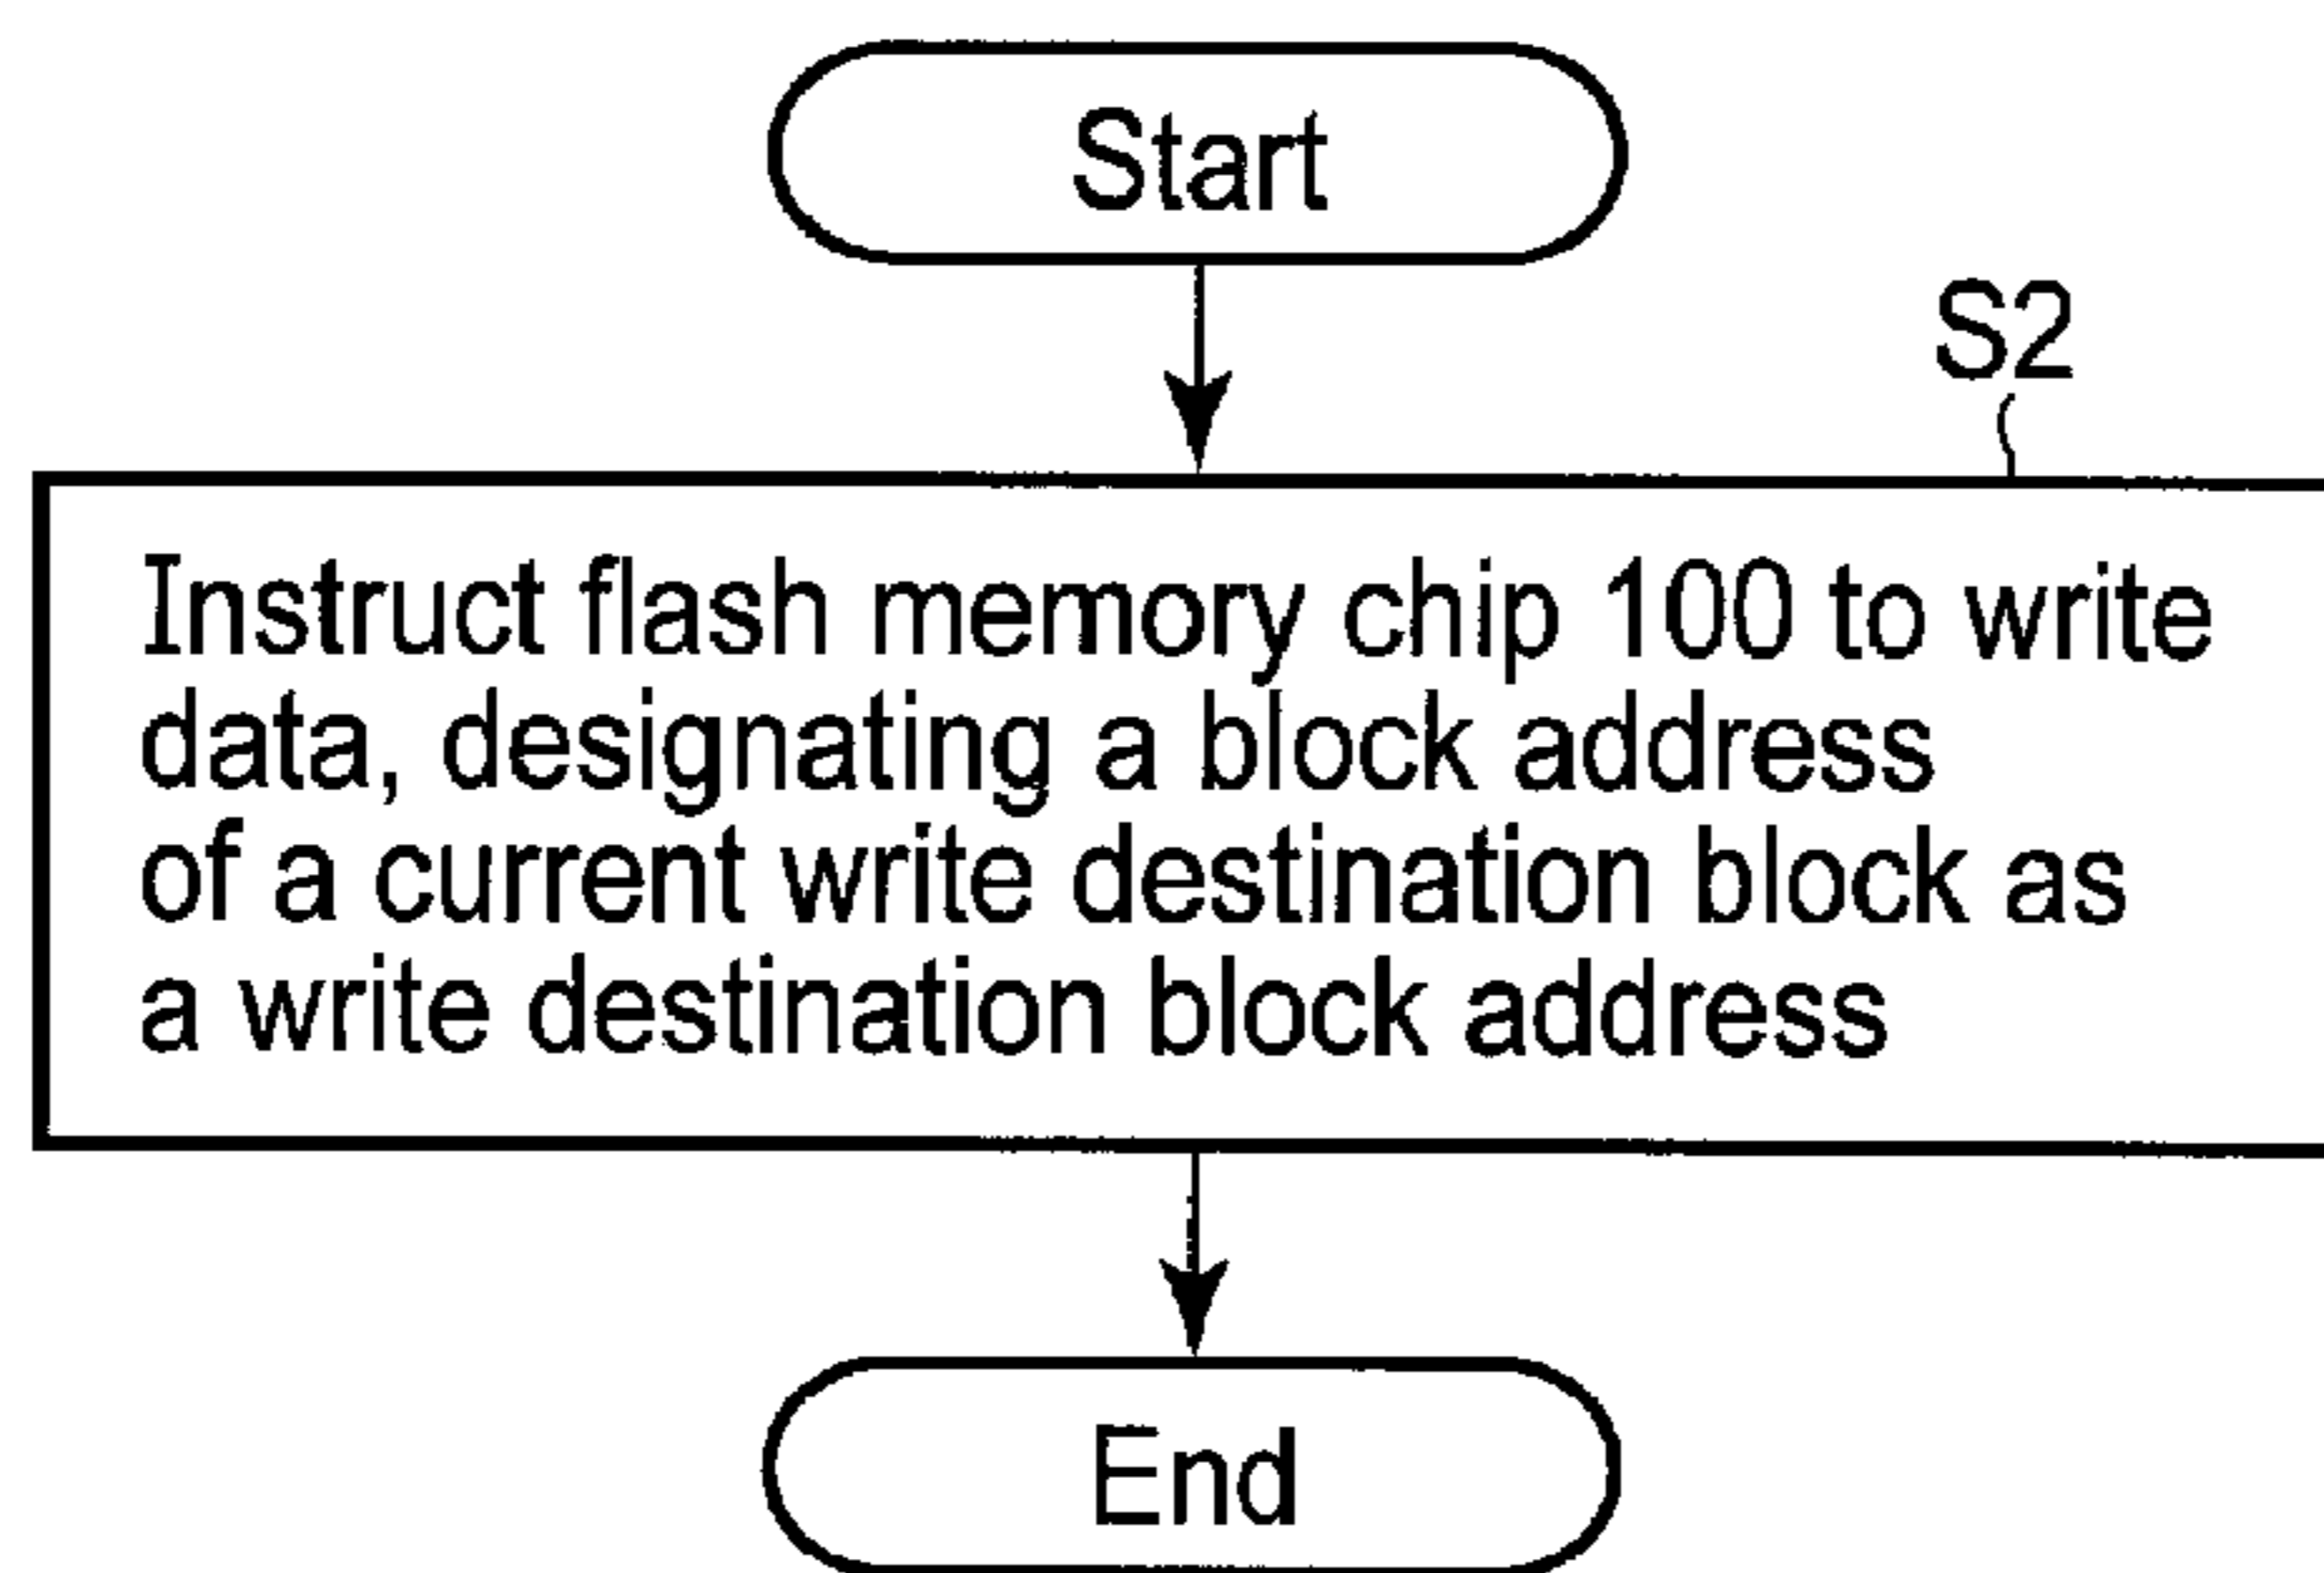 Start
S2
Instruct flash memory chip 100 to write
data, designating a block address
of a current write destination block as
a write destination block address
End